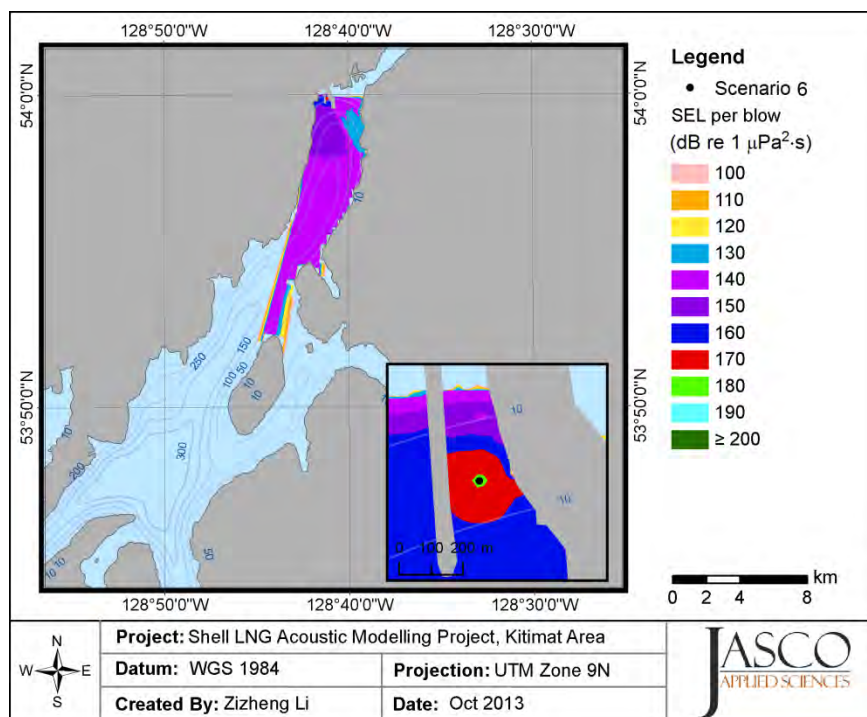 128°50'0"W 128°40'0"W 128°30'0"W
54°0'0"N
54°0'0"N
10
250
150
100
50
10
10
53°50'0"N
53°50'0"N
10
200
300
10
10
50
10
10
0 100 200 m
128°50'0"W 128°40'0"W 128°30'0"W
Legend
Scenario 6
SEL per blow
(dB re 1 µPa²·s)
100
110
120
130
140
150
160
170
180
190
≥ 200
km
0 2 4 8
N
W E
S
Project: Shell LNG Acoustic Modelling Project, Kitimat Area
Datum: WGS 1984
Projection: UTM Zone 9N
Created By: Zizheng Li
Date: Oct 2013
JASCO
APPLIED SCIENCES